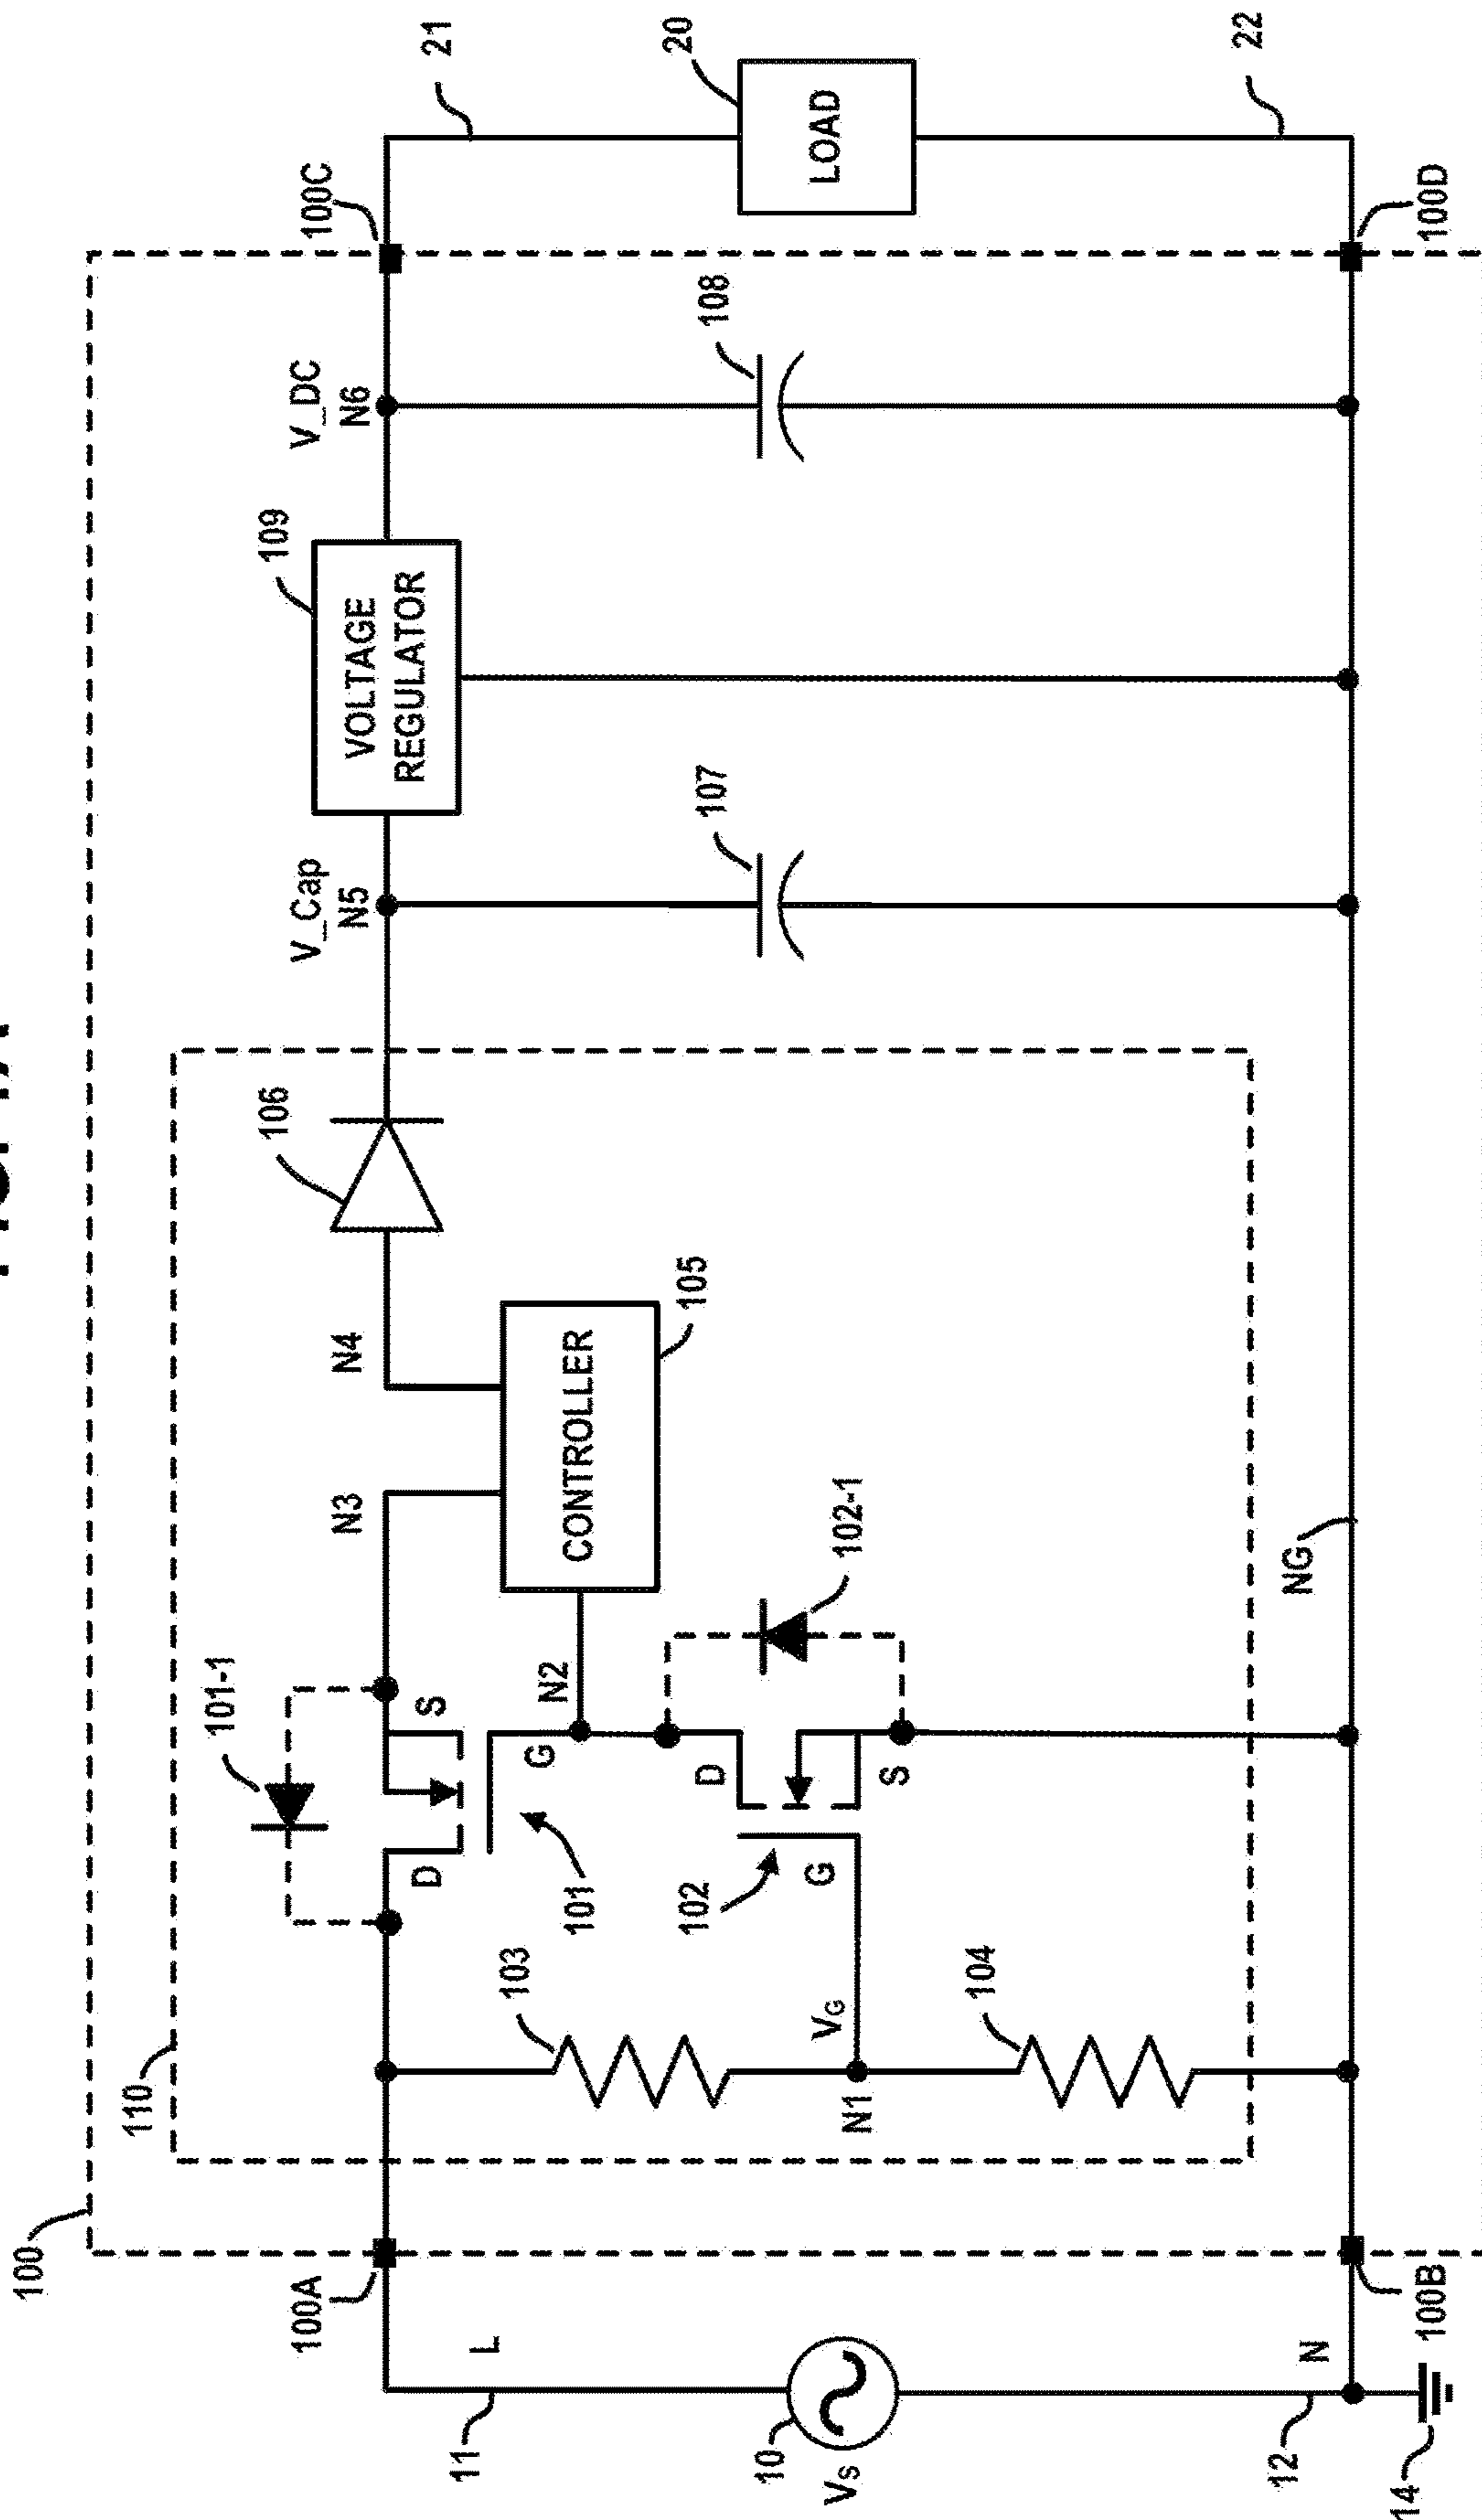 100
110
101-1
106
109
V_Cap
N5
V_DC
N6
100C
21
100A
L
11
D
S
N3
N4
VOLTAGE
REGULATOR
103
101
G
N2
CONTROLLER
105
107
108
20
LOAD
10
Vs
VG
N1
102
G
D
S
102-1
104
12
N
NG
22
14
100B
100D